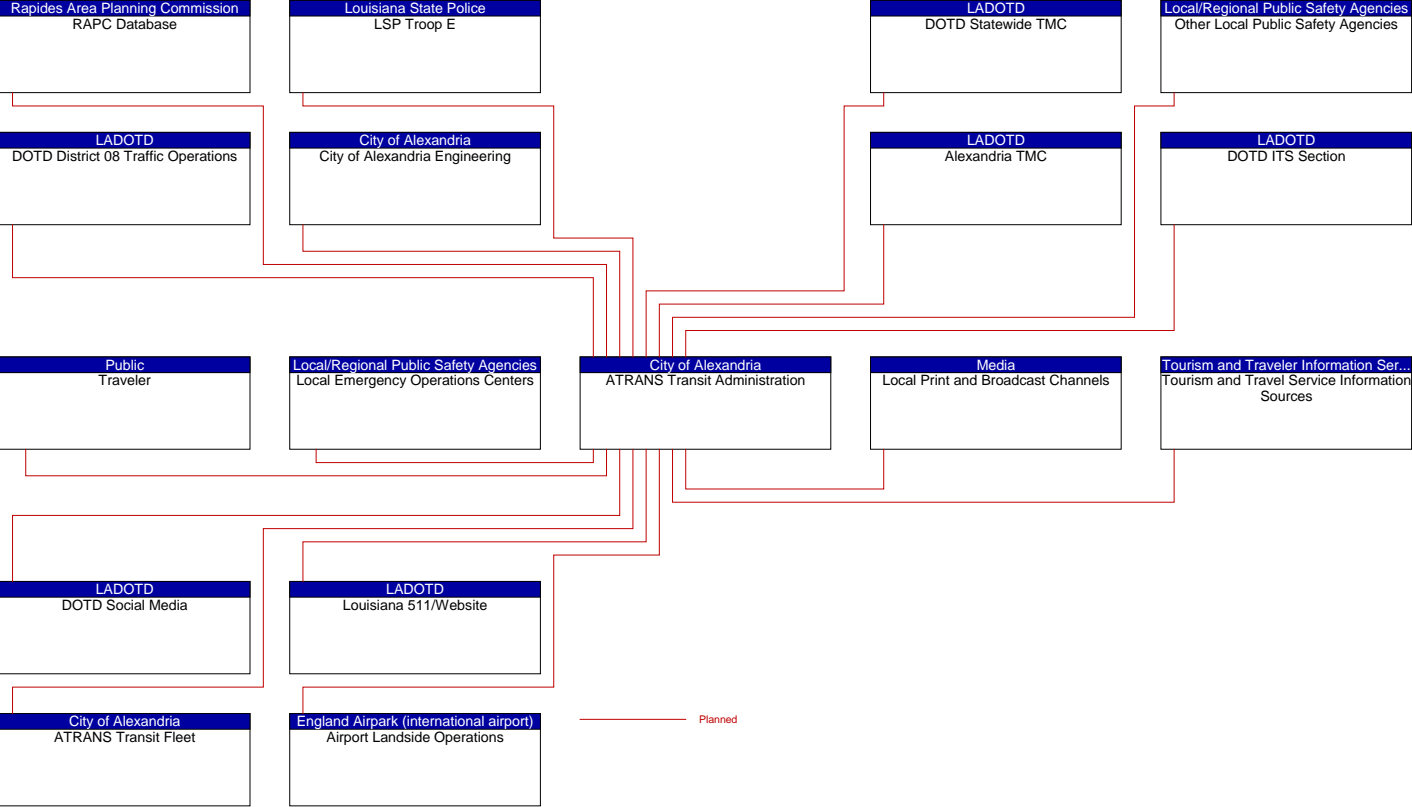 Rapides Area Planning Commission
RAPC Database
Louisiana State Police
LSP Troop E
LADOTD
DOTD Statewide TMC
Local/Regional Public Safety Agencies
Other Local Public Safety Agencies
LADOTD
DOTD District 08 Traffic Operations
City of Alexandria
City of Alexandria Engineering
LADOTD
Alexandria TMC
LADOTD
DOTD ITS Section
Public
Traveler
Local/Regional Public Safety Agencies
Local Emergency Operations Centers
City of Alexandria
ATRANS Transit Administration
Media
Local Print and Broadcast Channels
Tourism and Traveler Information Ser...
Tourism and Travel Service Information
Sources
LADOTD
DOTD Social Media
LADOTD
Louisiana 511/Website
City of Alexandria
ATRANS Transit Fleet
England Airpark (international airport)
Airport Landside Operations
Planned